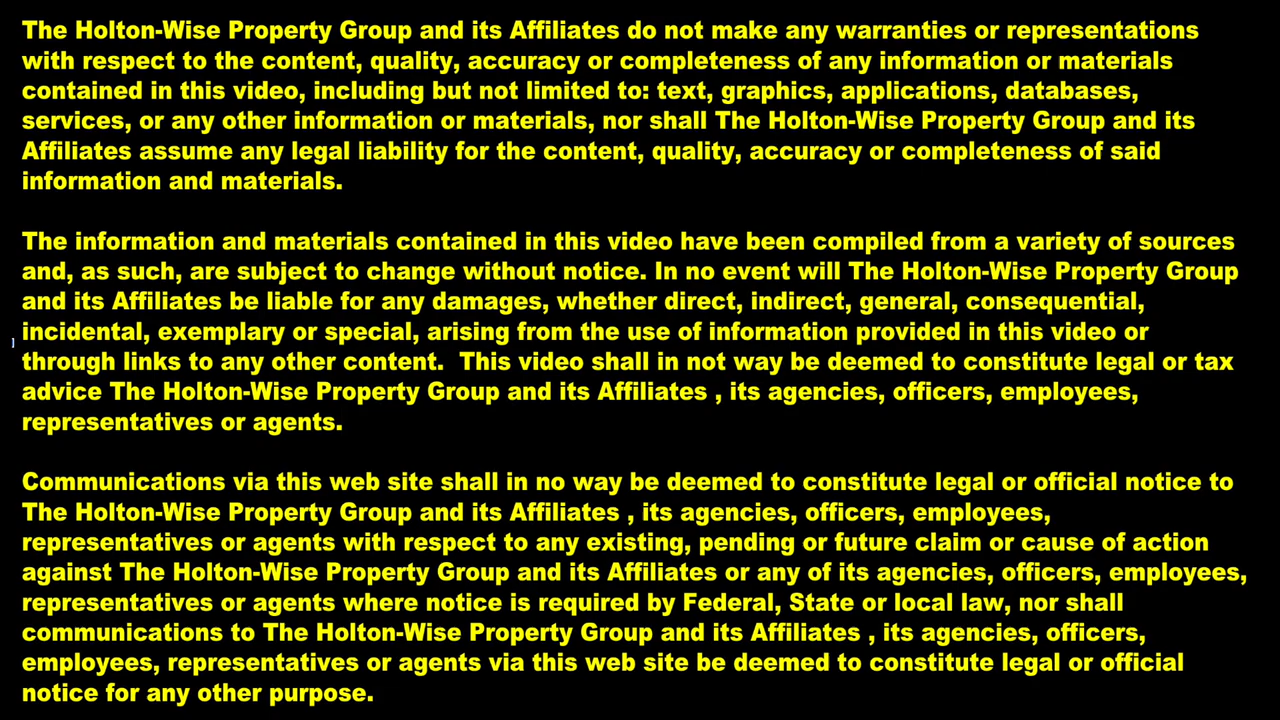 The Holton-Wise Property Group and its Affiliates do not make any warranties or representations
with respect to the content, quality, accuracy or completeness of any information or materials
contained in this video, including but not limited to: text, graphics, applications, databases,
services, or any other information or materials, nor shall The Holton-Wise Property Group and its
Affiliates assume any legal liability for the content, quality, accuracy or completeness of said
information and materials.
The information and materials contained in this video have been compiled from a variety of sources
and, as such, are subject to change without notice. In no event will The Holton-Wise Property Group
and its Affiliates be liable for any damages, whether direct, indirect, general, consequential,
incidental, exemplary or special, arising from the use of information provided in this video or
through links to any other content.  This video shall in not way be deemed to constitute legal or tax
advice The Holton-Wise Property Group and its Affiliates , its agencies, officers, employees,
representatives or agents.
Communications via this web site shall in no way be deemed to constitute legal or official notice to
The Holton-Wise Property Group and its Affiliates , its agencies, officers, employees,
representatives or agents with respect to any existing, pending or future claim or cause of action
against The Holton-Wise Property Group and its Affiliates or any of its agencies, officers, employees,
representatives or agents where notice is required by Federal, State or local law, nor shall
communications to The Holton-Wise Property Group and its Affiliates , its agencies, officers,
employees, representatives or agents via this web site be deemed to constitute legal or official
notice for any other purpose.